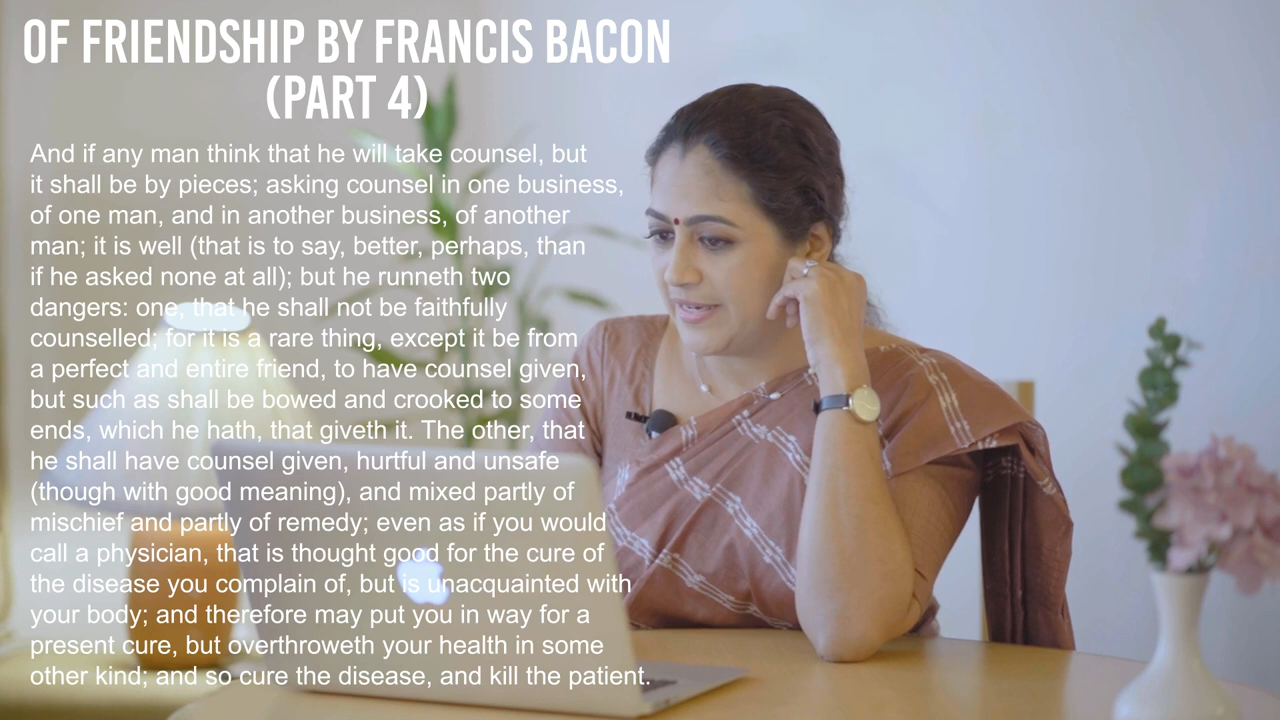 OF FRIENDSHIP BY FRANCIS BACON
(PART 4)
And if any man think that he will take counsel, but
it shall be by pieces; asking counsel in one business,
of one man, and in another business, of another
man; it is well (that is to say, better, perhaps, than
if he asked none at all); but he runneth two
dangers: one, that he shall not be faithfully
counselled; for it is a rare thing, except it be from
a perfect and entire friend, to have counsel given,
but such as shall be bowed and crooked to some
ends, which he hath, that giveth it. The other, that
he shall have counsel given, hurtful and unsafe
(though with good meaning), and mixed partly of
mischief and partly of remedy; even as if you would
call a physician, that is thought good for the cure of
the disease you complain of, but is unacquainted with
your body; and therefore may put you in way for a
present cure, but overthroweth your health in some
other kind; and so cure the disease, and kill the patient.